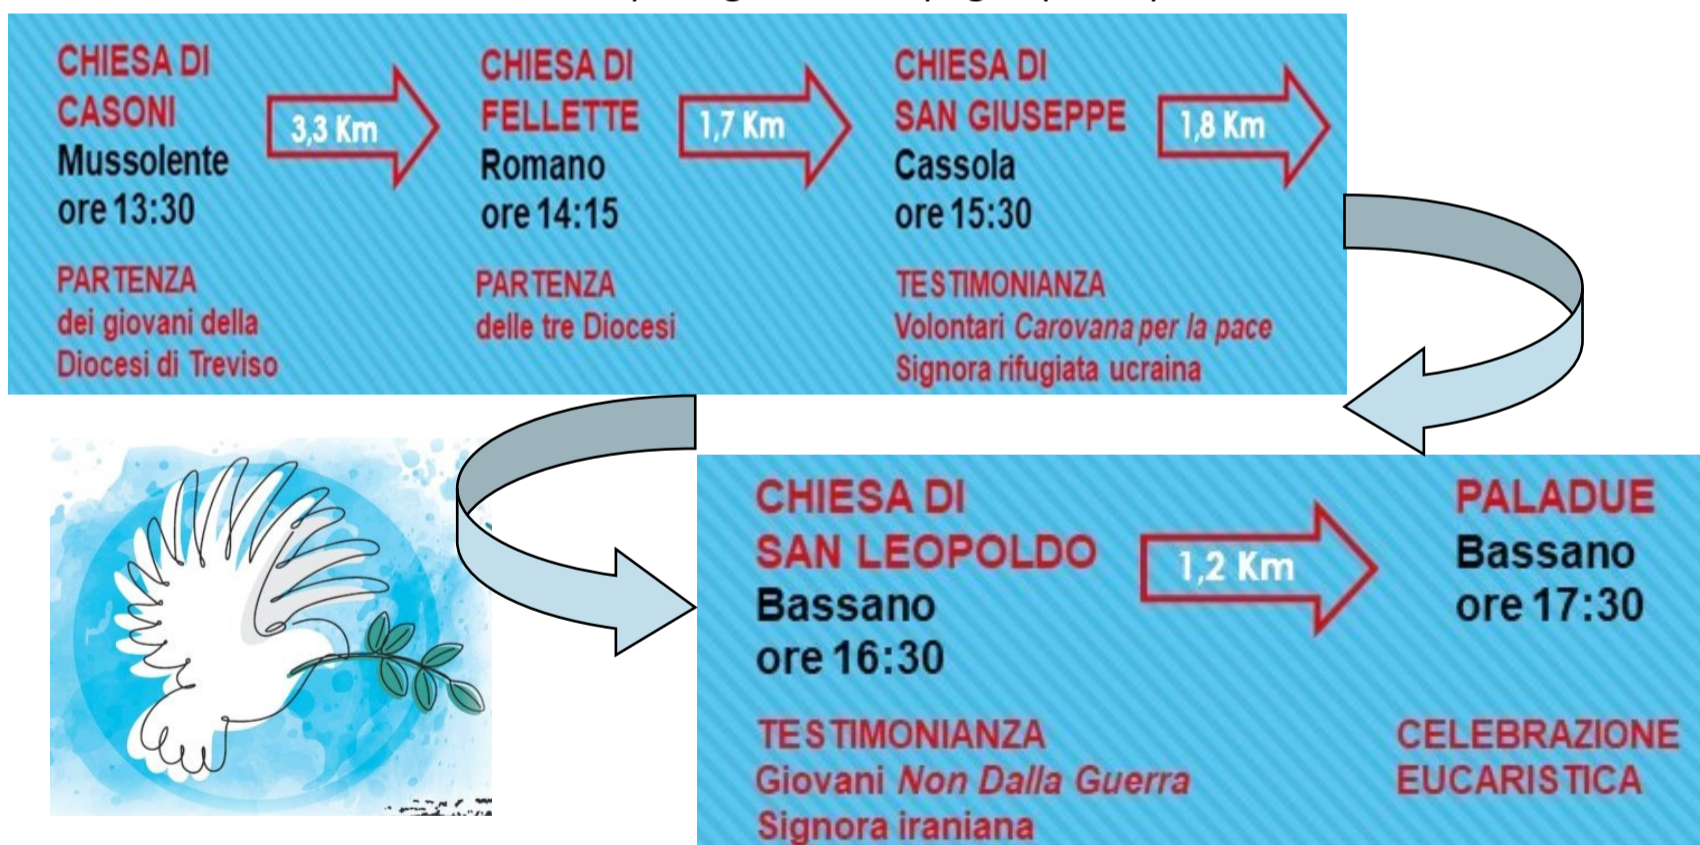 CHIESA DI
CASONI
Mussolente
ore 13:30
PARTENZA
dei giovani della
Diocesi di Treviso
3,3 Km
CHIESA DI
FELLETTE
Romano
ore 14:15
PARTENZA
delle tre Diocesi
1,7 Km
CHIESA DI
SAN GIUSEPPE
Cassola
ore 15:30
TESTIMONIANZA
Volontari Carovana per la pace
Signora rifugiata ucraina
1,8 Km
CHIESA DI
SAN LEOPOLDO
Bassano
ore 16:30
TESTIMONIANZA
Giovani Non Dalla Guerra
Signora iraniana
1,2 Km
PALADUE
Bassano
ore 17:30
CELEBRAZIONE
EUCARISTICA